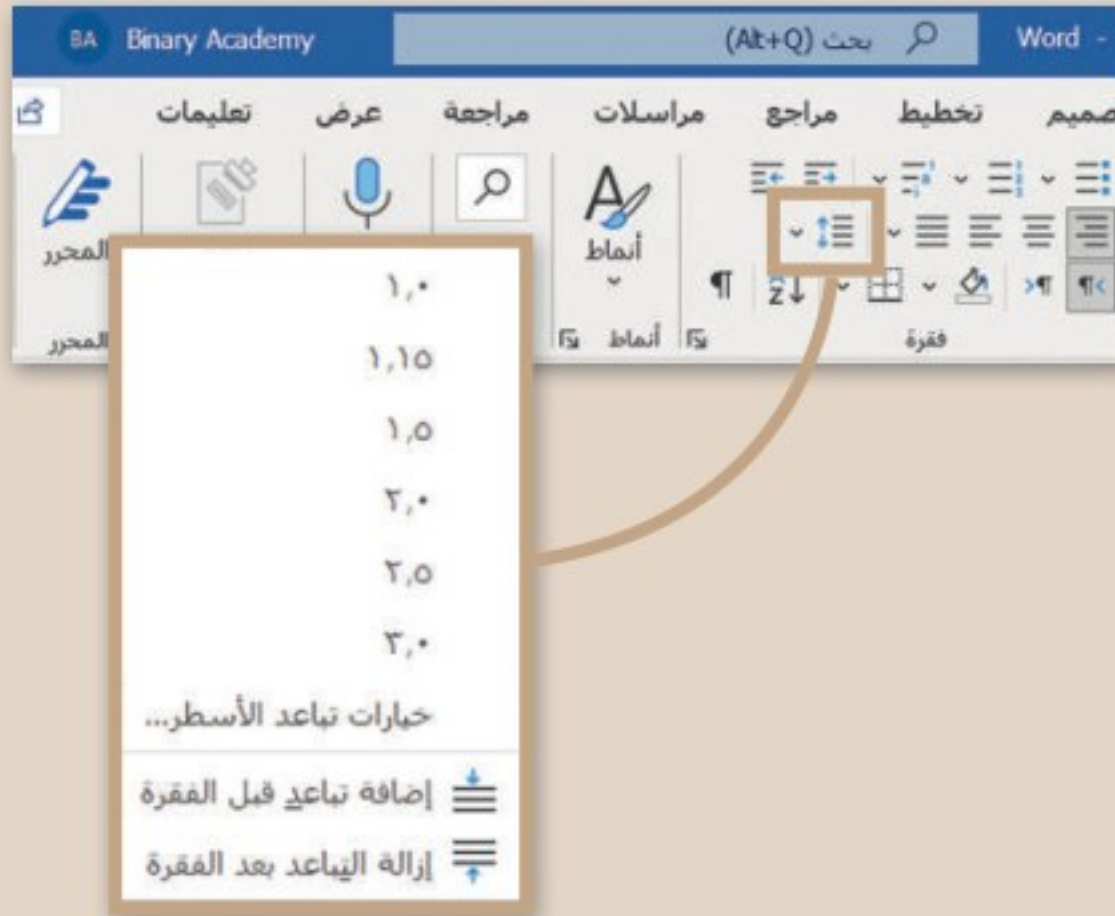 Word -
بحث (Alt+Q)
Binary Academy
BA
تخطيط
مراجع
مراسلات
مراجعة
عرض
تعليمات
أنماط
المحرر
فقرة
أنماط
المحرر
١,٠
١,١٥
١,٥
٢,٠
٢,٥
٣,٠
خيارات تباعد الأسطر...
إضافة تباعد قبل الفقرة
إزالة التباعد بعد الفقرة